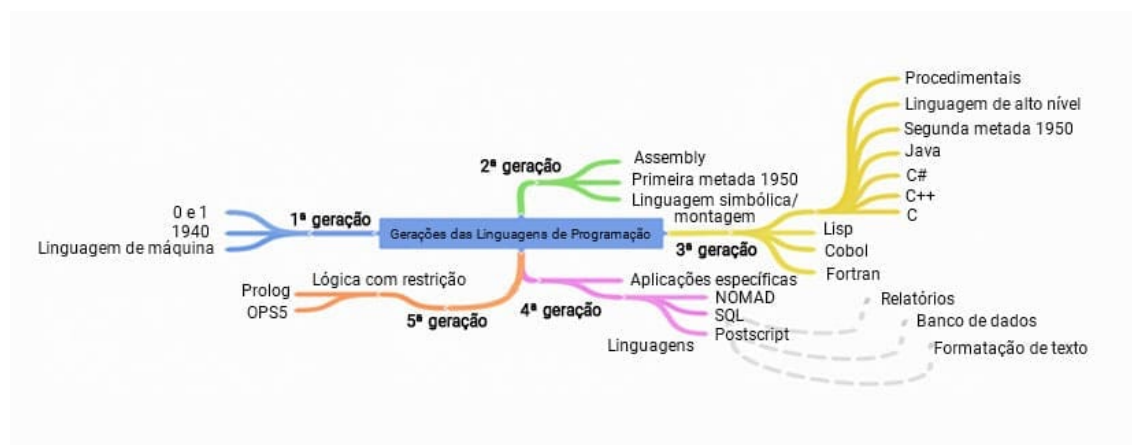 Gerações das Linguagens de Programação
1ª geração
0 e 1
1940
Linguagem de máquina
2ª geração
Assembly
Primeira metada 1950
Linguagem simbólica/
montagem
3ª geração
Procedimentais
Linguagem de alto nível
Segunda metada 1950
Java
C#
C++
C
Lisp
Cobol
Fortran
4ª geração
Aplicações específicas
Linguagens
NOMAD
SQL
Postscript
Relatórios
Banco de dados
Formatação de texto
5ª geração
Lógica com restrição
Prolog
OPS5